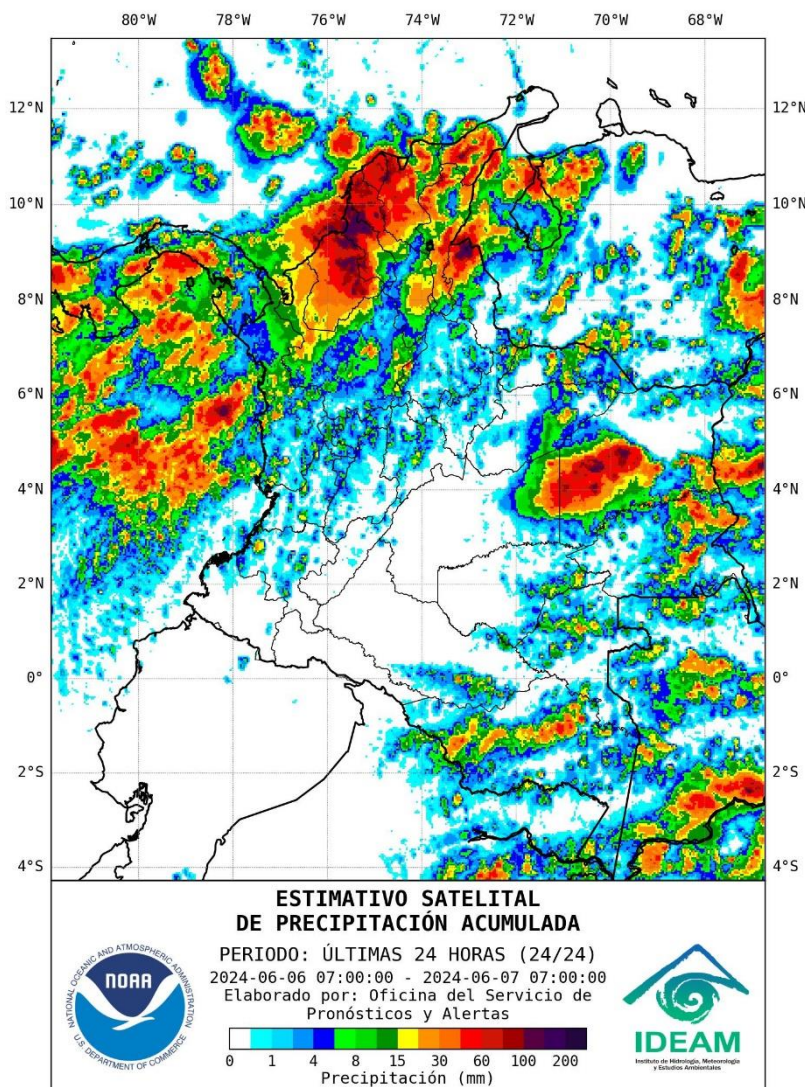 80°W 78°W 76°W 74°W 72°W 70°W 68°W
12°N 12°N
10°N 10°N
8°N 8°N
6°N 6°N
4°N 4°N
2°N 2°N
0° 0°
2°S 2°S
4°S 4°S
ESTIMATIVO SATELITAL
DE PRECIPITACIÓN ACUMULADA
PERIODO: ÚLTIMAS 24 HORAS (24/24)
2024-06-06 07:00:00 - 2024-06-07 07:00:00
Elaborado por: Oficina del Servicio de
Pronósticos y Alertas
0 1 4 8 15 30 60 100 200
Precipitación (mm)
NATIONAL OCEANIC AND ATMOSPHERIC ADMINISTRATION
NOAA
U.S. DEPARTMENT OF COMMERCE
IDEAM
Instituto de Hidrología, Meteorología
y Estudios Ambientales